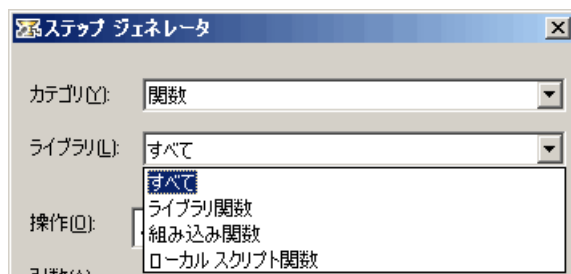 ステップ ジェネレータ
カテゴリ(Y): 関数
ライブラリ(L): すべて
すべて
ライブラリ関数
操作(O):
組み込み関数
ローカル スクリプト関数